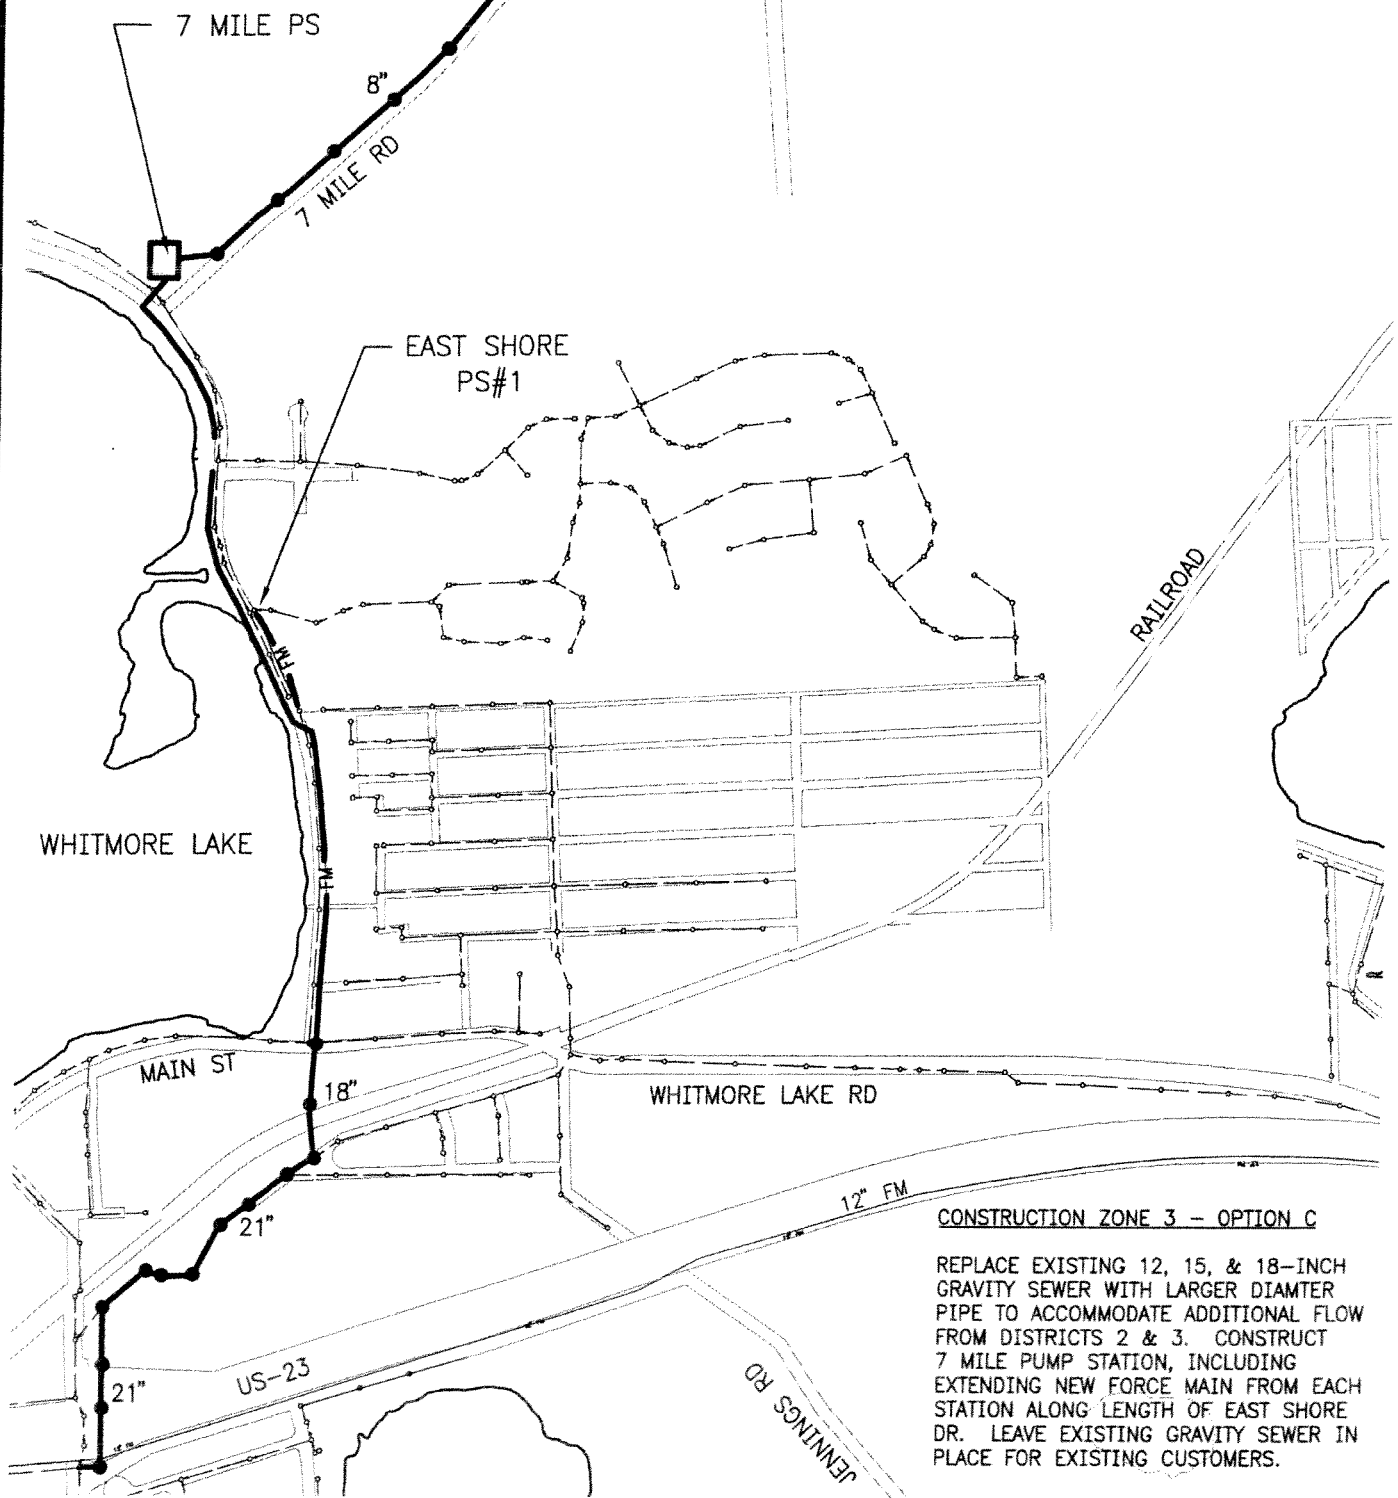 7 MILE PS
8"
7 MILE RD
EAST SHORE
PS#1
RAILROAD
FM
WHITMORE LAKE
FM
MAIN ST
18"
WHITMORE LAKE RD
21"
12" FM
US-23
21"
JENNINGS RD
CONSTRUCTION ZONE 3 – OPTION C
REPLACE EXISTING 12, 15, & 18–INCH
GRAVITY SEWER WITH LARGER DIAMTER
PIPE TO ACCOMMODATE ADDITIONAL FLOW
FROM DISTRICTS 2 & 3. CONSTRUCT
7 MILE PUMP STATION, INCLUDING
EXTENDING NEW FORCE MAIN FROM EACH
STATION ALONG LENGTH OF EAST SHORE
DR. LEAVE EXISTING GRAVITY SEWER IN
PLACE FOR EXISTING CUSTOMERS.